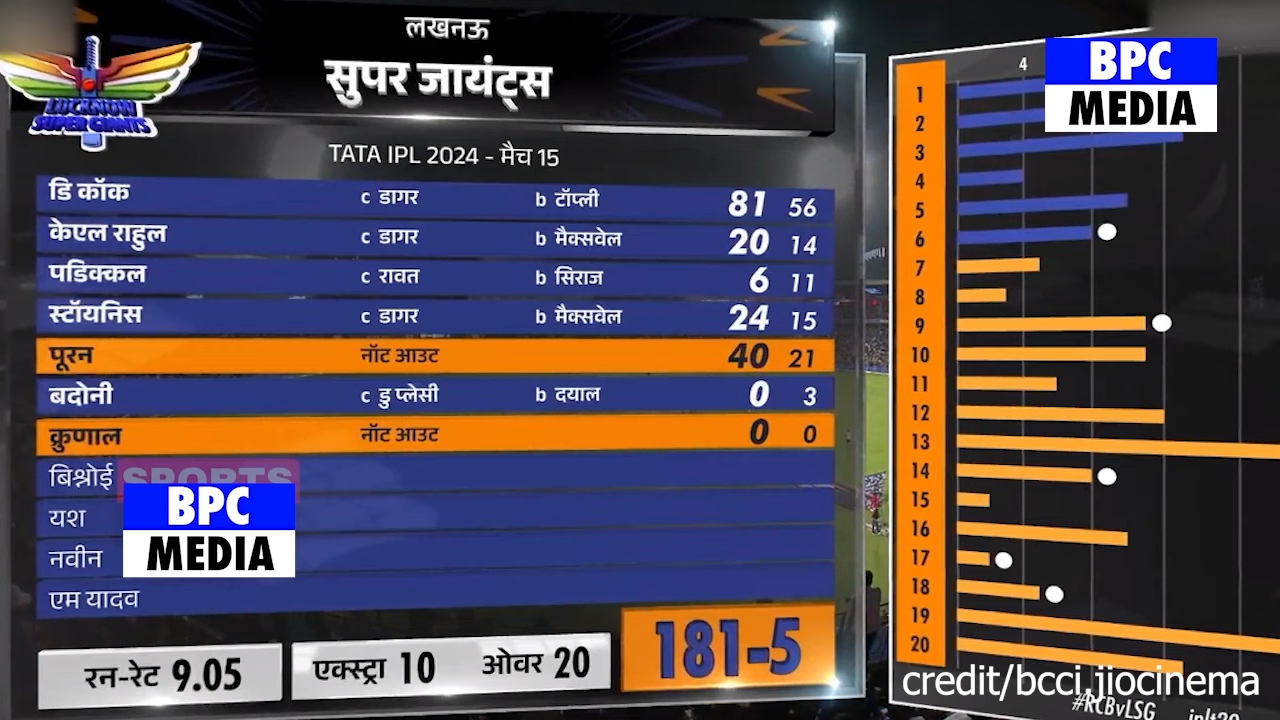 लखनऊ
सुपर जायंट्स
LUCKNOW
SUPER GIANTS
TATA IPL 2024 - मैच 15
डि कॉक c डागर b टॉप्ली 81 56
केएल राहुल c डागर b मैक्सवेल 20 14
पडिक्कल c रावत b सिराज 6 11
स्टॉयनिस c डागर b मैक्सवेल 24 15
पूरन नॉट आउट 40 21
बदोनी c डु प्लेसी b दयाल 0 3
क्रुणाल नॉट आउट 0 0
बिश्नोई
SPORTS
BPC
MEDIA
यश
नवीन
एम यादव
रन-रेट 9.05 एक्स्ट्रा 10 ओवर 20 181-5
4
BPC
MEDIA
1
2
3
4
5
6
7
8
9
10
11
12
13
14
15
16
17
18
19
20
credit/bcci jiocinema
#RCBvLSG